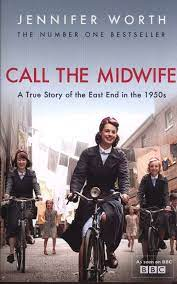 JENNIFER WORTH
THE NUMBER ONE BESTSELLER
CALL THE MIDWIFE
A True Story of the East End in the 1950s
As seen on
BBC